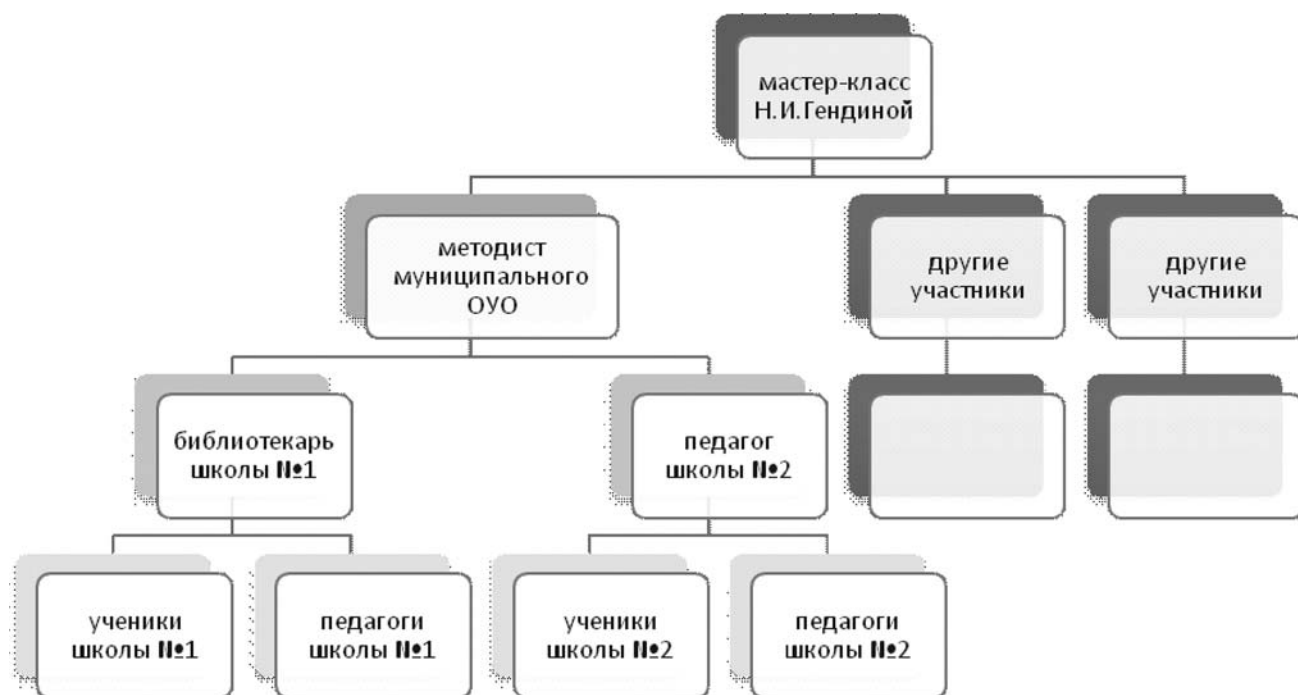 мастер-класс
Н.И.Гендиной
методист
муниципального
ОУО
другие
участники
другие
участники
библиотекарь
школы №1
педагог
школы №2
ученики
школы №1
педагоги
школы №1
ученики
школы №2
педагоги
школы №2